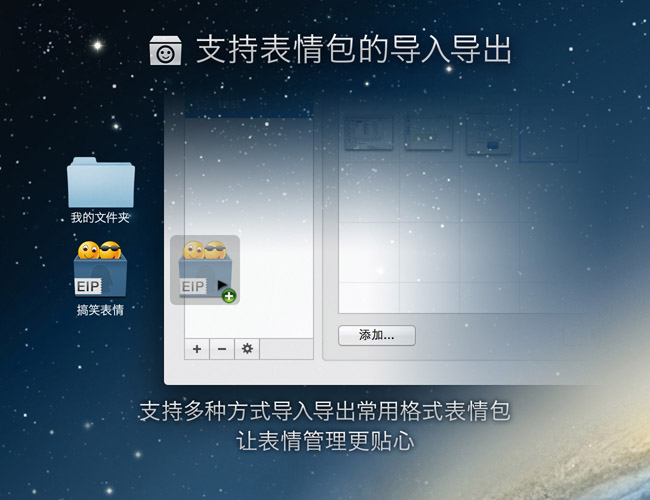 支持表情包的导入导出
我的文件夹
EIP
EIP
搞笑表情
添加...
支持多种方式导入导出常用格式表情包
让表情管理更贴心